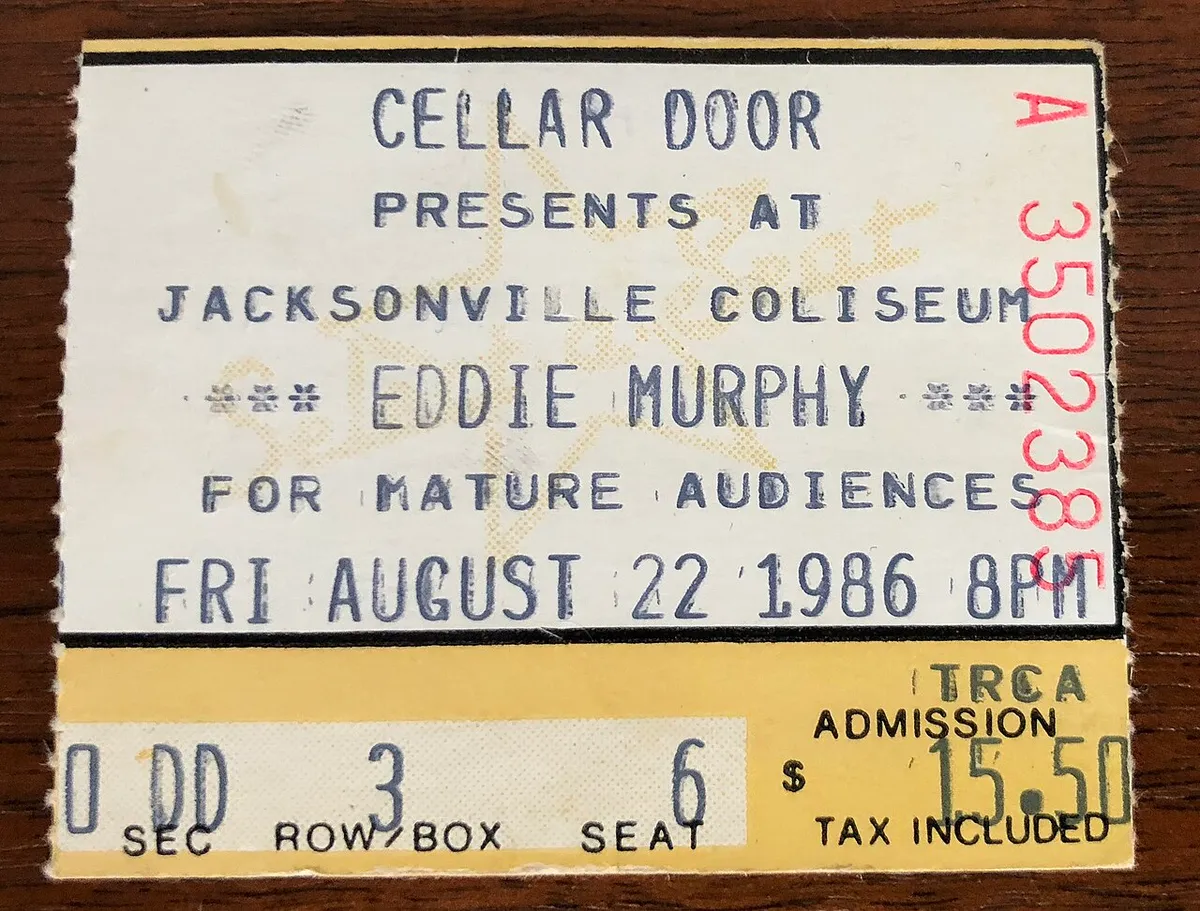 CELLAR DOOR
PRESENTS AT
JACKSONVILLE COLISEUM
*** EDDIE MURPHY ***
FOR MATURE AUDIENCES
FRI AUGUST 22 1986 8PM
A 3502385
TRCA
ADMISSION
0 DD 3 6 $ 15.50
SEC ROW/BOX SEAT TAX INCLUDED